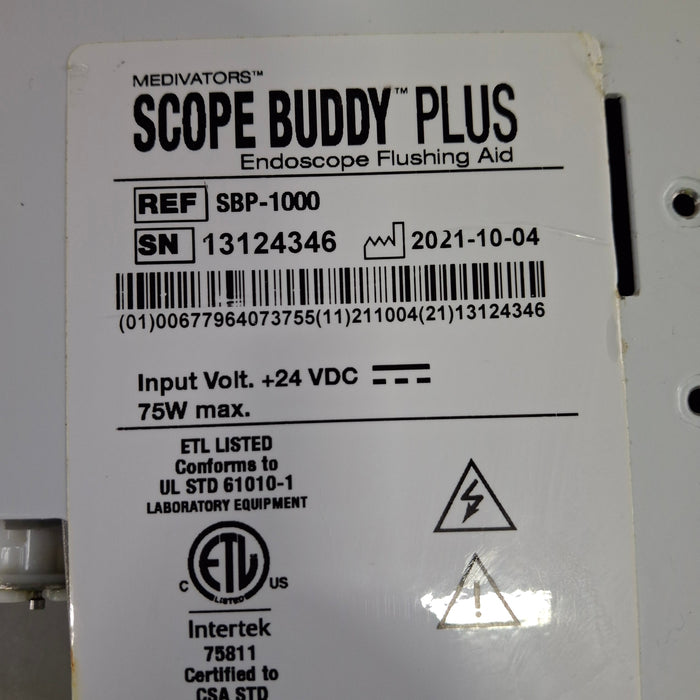 MEDIVATORS™
SCOPE BUDDY™ PLUS
Endoscope Flushing Aid
REF SBP-1000
SN 13124346 2021-10-04
(01)00677964073755(11)211004(21)13124346
Input Volt. +24 VDC
75W max.
ETL LISTED
Conforms to
UL STD 61010-1
LABORATORY EQUIPMENT
ETL
LISTED
C US
Intertek
75811
Certified to
CSA STD